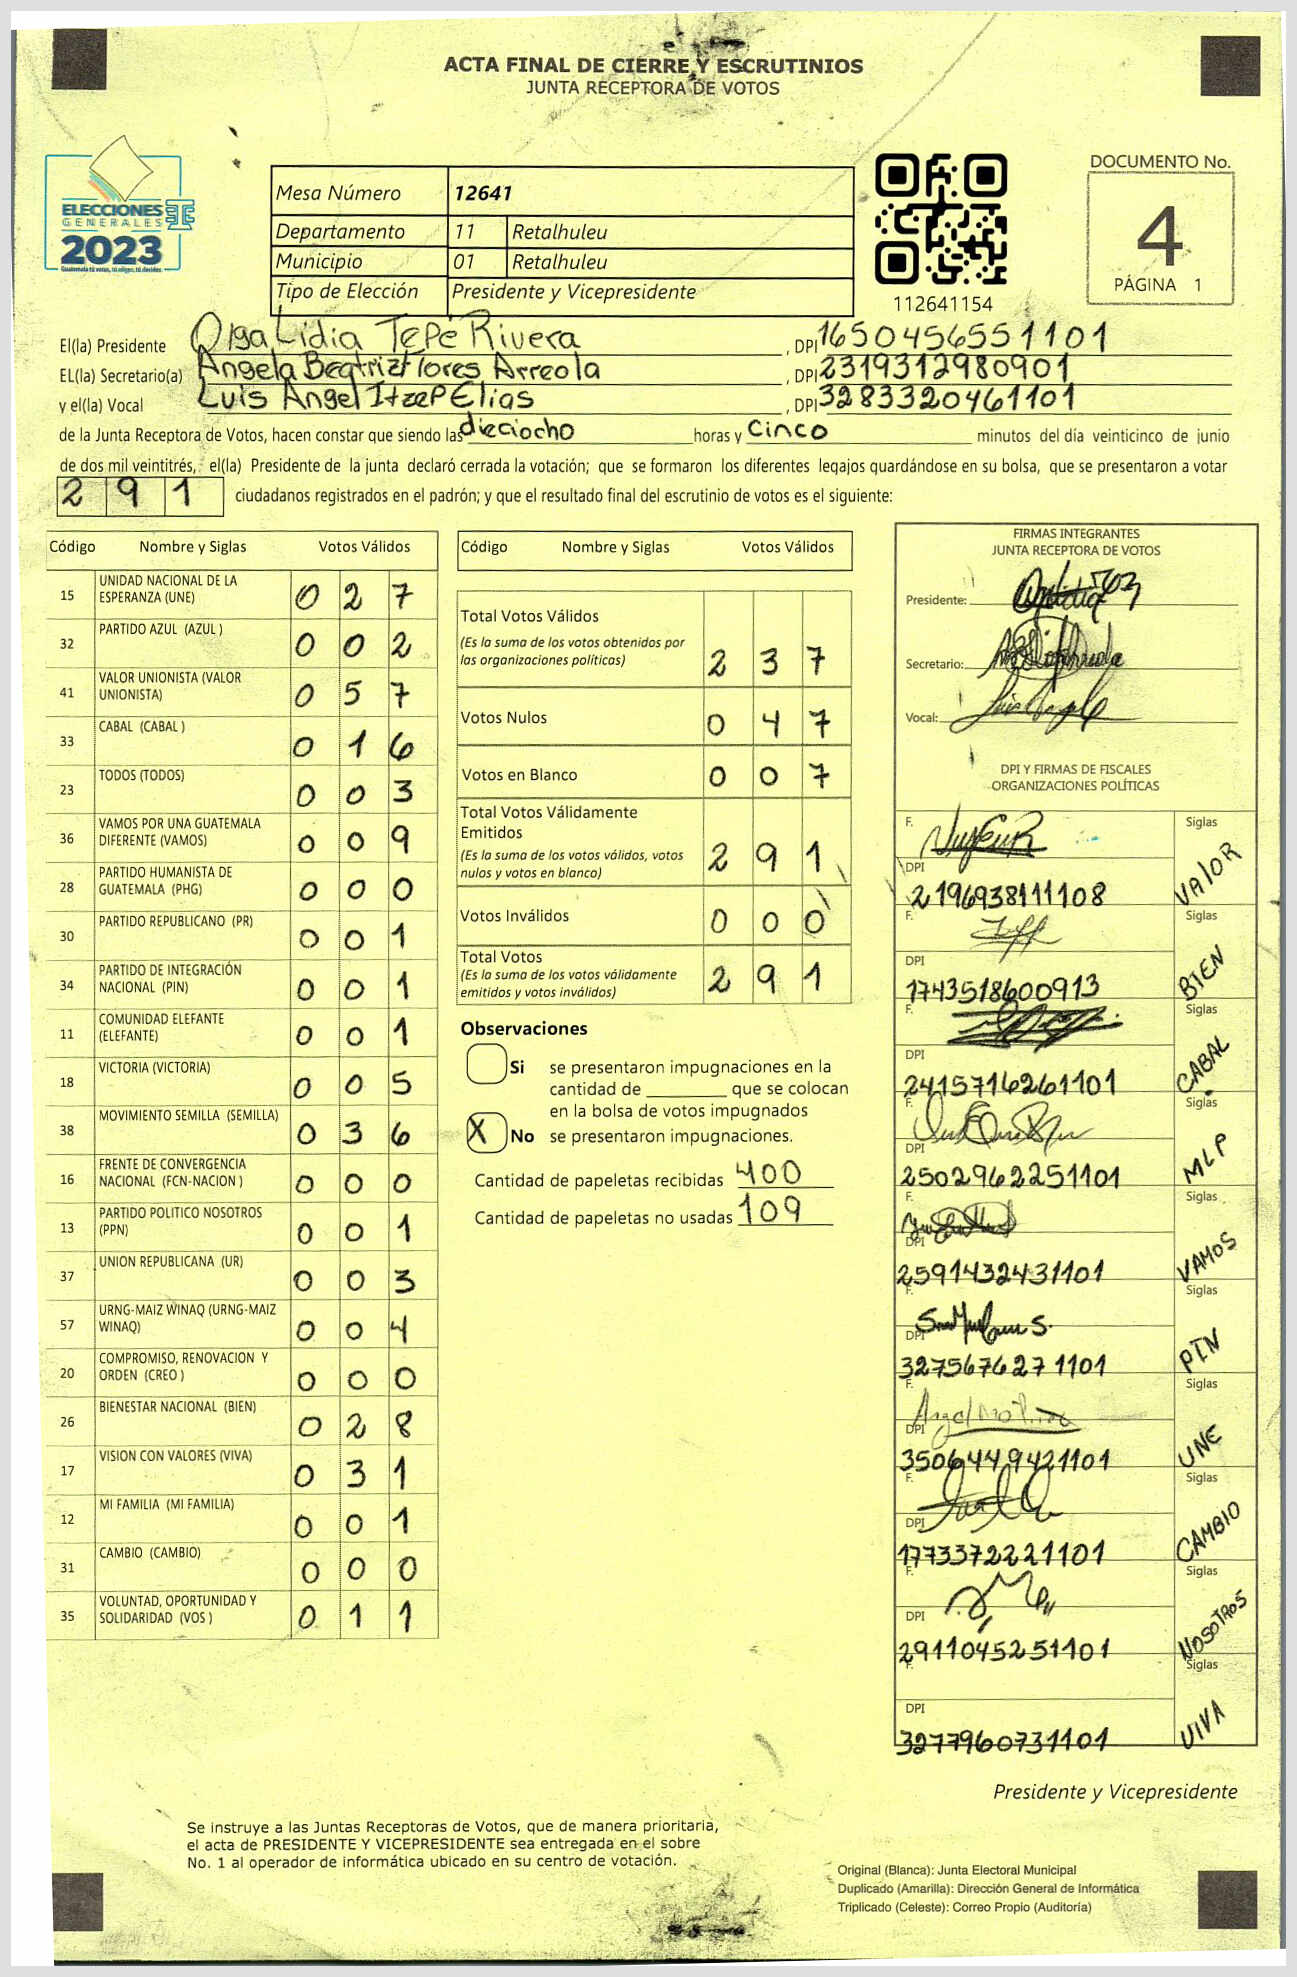 ACTA FINAL DE CIERRE Y ESCRUTINIOS
JUNTA RECEPTORA DE VOTOS
ELECCIONES
GENERALES
2023
Guatemala tú votas, tú eliges, tú decides
Mesa Número 12641
Departamento 11 Retalhuleu
Municipio 01 Retalhuleu
Tipo de Elección Presidente y Vicepresidente
112641154
DOCUMENTO No.
4
PÁGINA 1
El(la) Presidente Olga Lidia Tepé Rivera, DPI 1650456551101
EL(la) Secretario(a) Angela Beatriz Flores Arreola, DPI 2319312980901
y el(la) Vocal Luis Angel Itzep Elias, DPI 3283320461101
de la Junta Receptora de Votos, hacen constar que siendo las dieciocho horas y cinco minutos del día veinticinco de junio
de dos mil veintitrés, el(la) Presidente de la junta declaró cerrada la votación; que se formaron los diferentes legajos quardándose en su bolsa, que se presentaron a votar
291 ciudadanos registrados en el padrón; y que el resultado final del escrutinio de votos es el siguiente:
Código Nombre y Siglas Votos Válidos
15 UNIDAD NACIONAL DE LA ESPERANZA (UNE) 0 2 7
32 PARTIDO AZUL (AZUL ) 0 0 2
41 VALOR UNIONISTA (VALOR UNIONISTA) 0 5 7
33 CABAL (CABAL ) 0 1 6
23 TODOS (TODOS) 0 0 3
36 VAMOS POR UNA GUATEMALA DIFERENTE (VAMOS) 0 0 9
28 PARTIDO HUMANISTA DE GUATEMALA (PHG) 0 0 0
30 PARTIDO REPUBLICANO (PR) 0 0 1
34 PARTIDO DE INTEGRACIÓN NACIONAL (PIN) 0 0 1
11 COMUNIDAD ELEFANTE (ELEFANTE) 0 0 1
18 VICTORIA (VICTORIA) 0 0 5
38 MOVIMIENTO SEMILLA (SEMILLA) 0 3 6
16 FRENTE DE CONVERGENCIA NACIONAL (FCN-NACION ) 0 0 0
13 PARTIDO POLITICO NOSOTROS (PPN) 0 0 1
37 UNION REPUBLICANA (UR) 0 0 3
57 URNG-MAIZ WINAQ (URNG-MAIZ WINAQ) 0 0 4
20 COMPROMISO, RENOVACION Y ORDEN (CREO ) 0 0 0
26 BIENESTAR NACIONAL (BIEN) 0 2 8
17 VISION CON VALORES (VIVA) 0 3 1
12 MI FAMILIA (MI FAMILIA) 0 0 1
31 CAMBIO (CAMBIO) 0 0 0
35 VOLUNTAD, OPORTUNIDAD Y SOLIDARIDAD (VOS ) 0 1 1
Código Nombre y Siglas Votos Válidos
Total Votos Válidos
(Es la suma de los votos obtenidos por
las organizaciones políticas) 2 3 7
Votos Nulos 0 4 7
Votos en Blanco 0 0 7
Total Votos Válidamente
Emitidos
(Es la suma de los votos válidos, votos
nulos y votos en blanco) 2 9 1
Votos Inválidos 0 0 0
Total Votos
(Es la suma de los votos válidamente
emitidos y votos inválidos) 2 9 1
Observaciones
Si se presentaron impugnaciones en la
cantidad de ________ que se colocan
en la bolsa de votos impugnados
X No se presentaron impugnaciones.
Cantidad de papeletas recibidas 400
Cantidad de papeletas no usadas 109
FIRMAS INTEGRANTES
JUNTA RECEPTORA DE VOTOS
Presidente:
Secretario:
Vocal:
DPI Y FIRMAS DE FISCALES
ORGANIZACIONES POLÍTICAS
F. Siglas
DPI 2196938111108 VALOR
F. Siglas
DPI 1743518600913 BIEN
F. Siglas
DPI 2415716261101 CABAL
F. Siglas
DPI 2502962251101 MLP
F. Siglas
DPI 2591432431101 VAMOS
F. Siglas
DPI 3275676271101 PIN
F. Siglas
DPI 3506449421101 UNE
F. Siglas
DPI 1773372221101 CAMBIO
F. Siglas
DPI 2911045251101 NOSOTROS
F. Siglas
DPI 3277960731101 VIVA
Presidente y Vicepresidente
Se instruye a las Juntas Receptoras de Votos, que de manera prioritaria,
el acta de PRESIDENTE Y VICEPRESIDENTE sea entregada en el sobre
No. 1 al operador de informática ubicado en su centro de votación.
Original (Blanca): Junta Electoral Municipal
Duplicado (Amarilla): Dirección General de Informática
Triplicado (Celeste): Correo Propio (Auditoría)